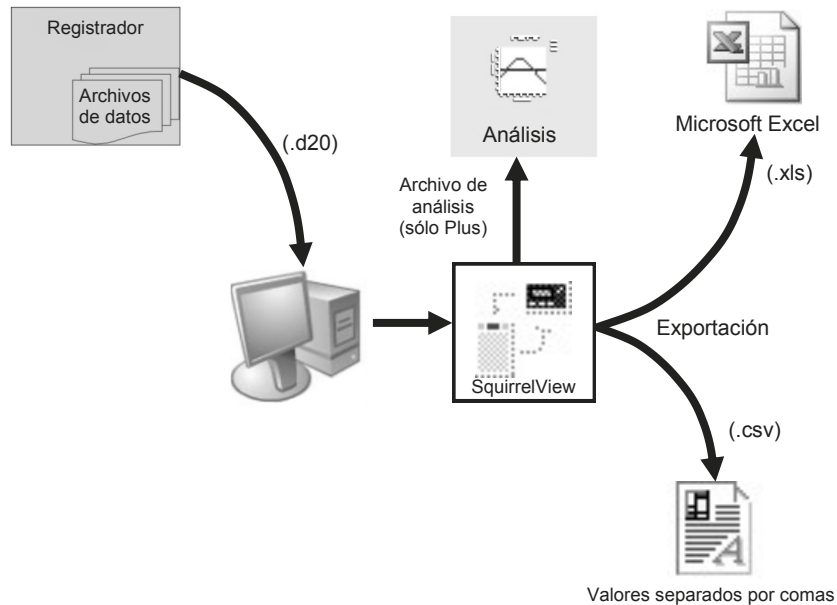 Registrador
Archivos
de datos
(.d20)
Análisis
Microsoft Excel
(.xls)
Archivo de
análisis
(sólo Plus)
SquirrelView
Exportación
(.csv)
Valores separados por comas